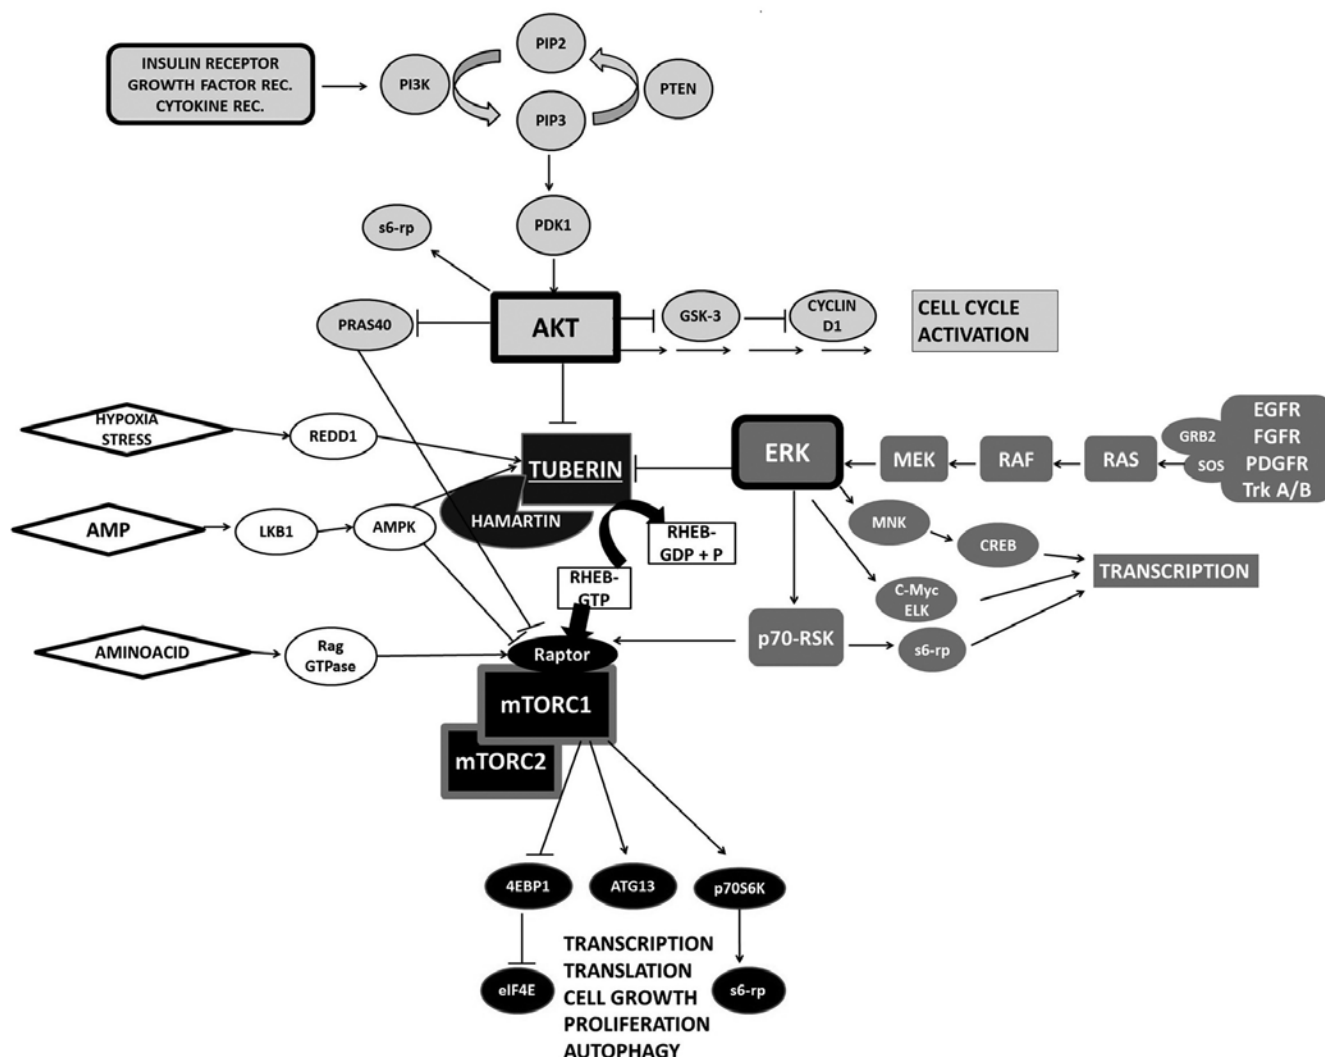 INSULIN RECEPTOR
GROWTH FACTOR REC.
CYTOKINE REC.
PI3K
PIP2
PIP3
PTEN
PDK1
s6-rp
AKT
PRAS40
GSK-3
CYCLIN
D1
CELL CYCLE
ACTIVATION
HYPOXIA
STRESS
REDD1
TUBERIN
HAMARTIN
ERK
MEK
RAF
RAS
GRB2
SOS
EGFR
FGFR
PDGFR
Trk A/B
AMP
LKB1
AMPK
RHEB-
GDP + P
RHEB-
GTP
MNK
CREB
C-Myc
ELK
TRANSCRIPTION
p70-RSK
s6-rp
AMINOACID
Rag
GTPase
Raptor
mTORC1
mTORC2
4EBP1
ATG13
p70S6K
eIF4E
s6-rp
TRANSCRIPTION
TRANSLATION
CELL GROWTH
PROLIFERATION
AUTOPHAGY